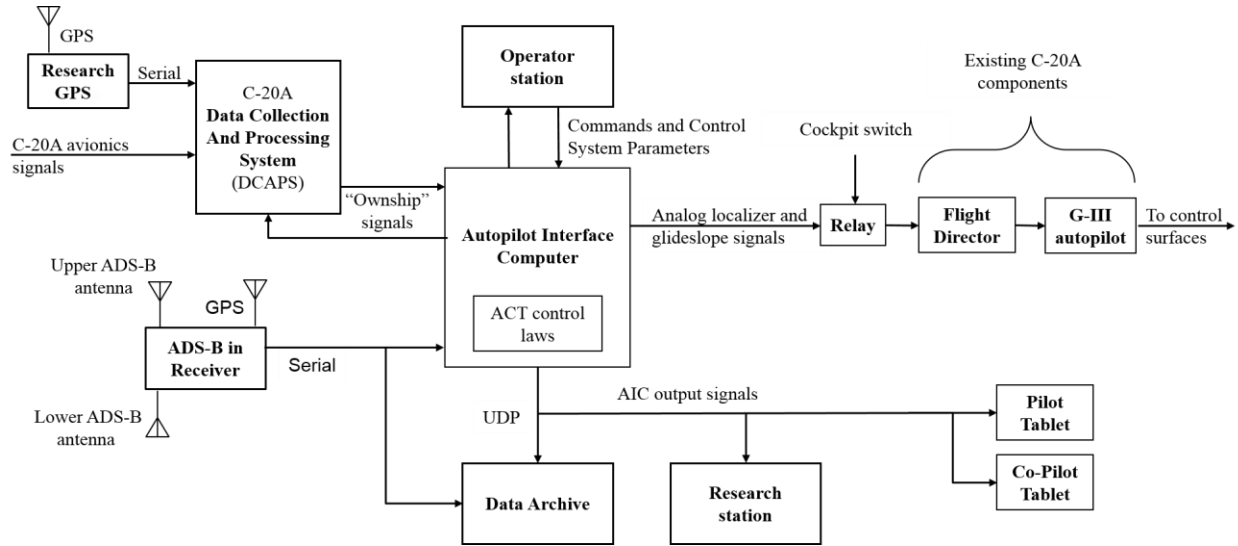 GPS
Research
GPS
Serial
C-20A avionics
signals
C-20A
Data Collection
And Processing
System
(DCAPS)
"Ownship"
signals
Operator
station
Commands and Control
System Parameters
Autopilot Interface
Computer
ACT control
laws
Analog localizer and
glideslope signals
Cockpit switch
Relay
Existing C-20A
components
Flight
Director
G-III
autopilot
To control
surfaces
Upper ADS-B
antenna
GPS
ADS-B in
Receiver
Serial
Lower ADS-B
antenna
UDP
AIC output signals
Data Archive
Research
station
Pilot
Tablet
Co-Pilot
Tablet